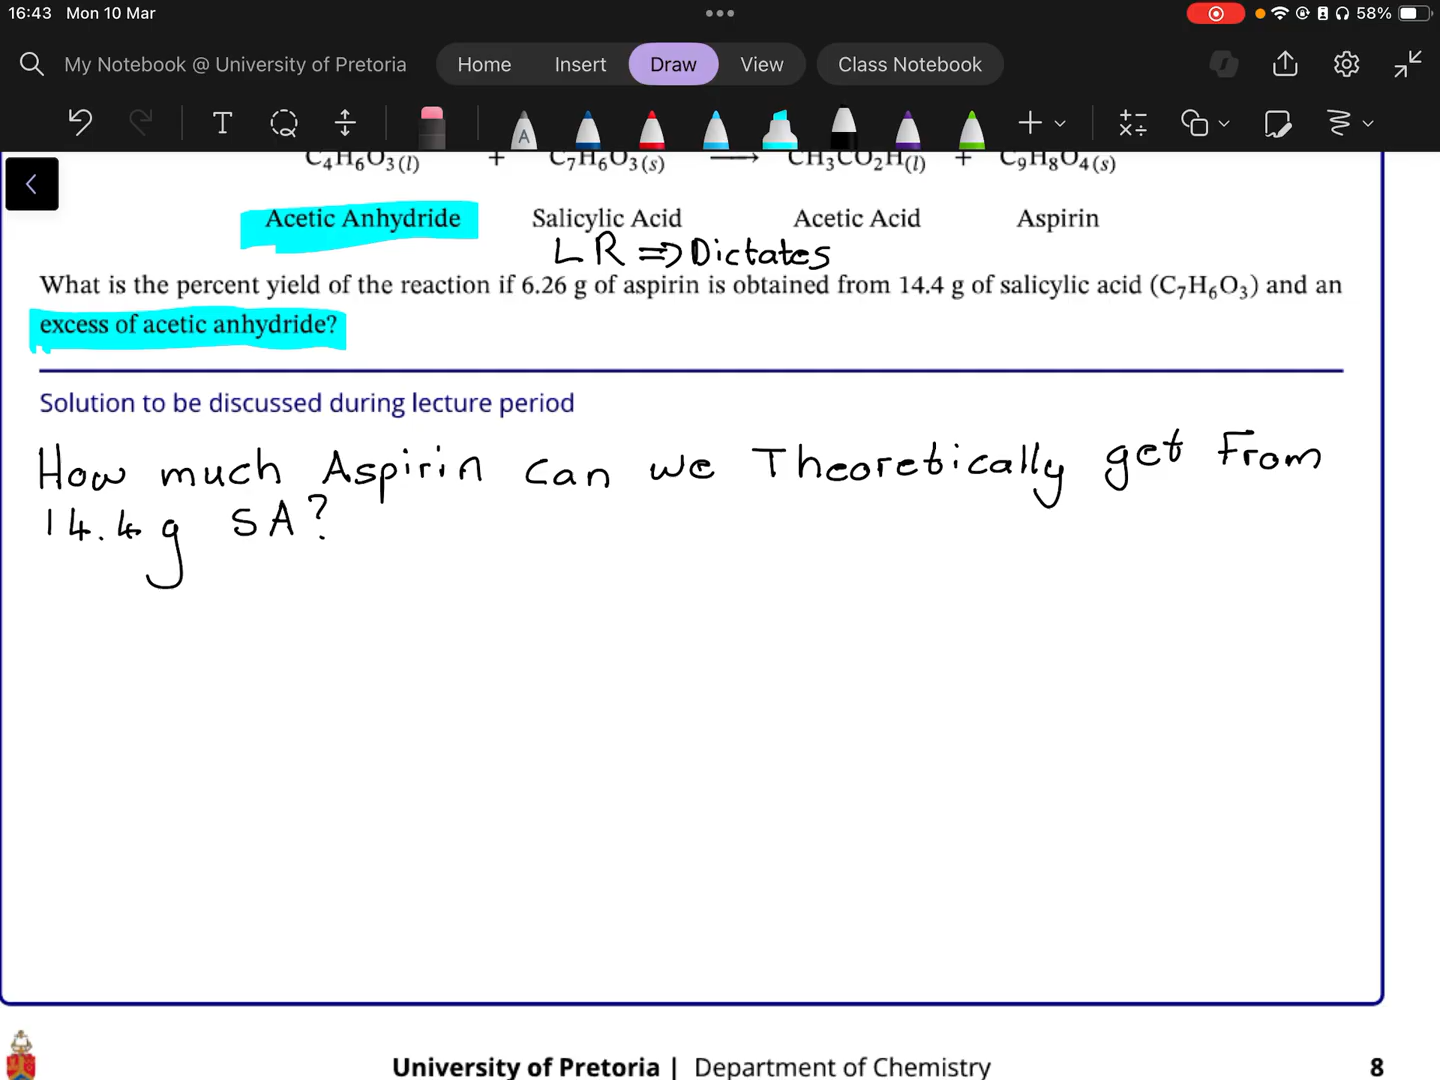 16:43 Mon 10 Mar
58%
My Notebook @ University of Pretoria Home Insert Draw View Class Notebook
T A
C₄H₆O₃(l) + C₇H₆O₃(s) ⟶ CH₃CO₂H(l) + C₉H₈O₄(s)
Acetic Anhydride Salicylic Acid Acetic Acid Aspirin
LR ⇒ Dictates
What is the percent yield of the reaction if 6.26 g of aspirin is obtained from 14.4 g of salicylic acid (C₇H₆O₃) and an
excess of acetic anhydride?
Solution to be discussed during lecture period
How much Aspirin can we Theoretically get From
14.4g SA?
University of Pretoria | Department of Chemistry 8